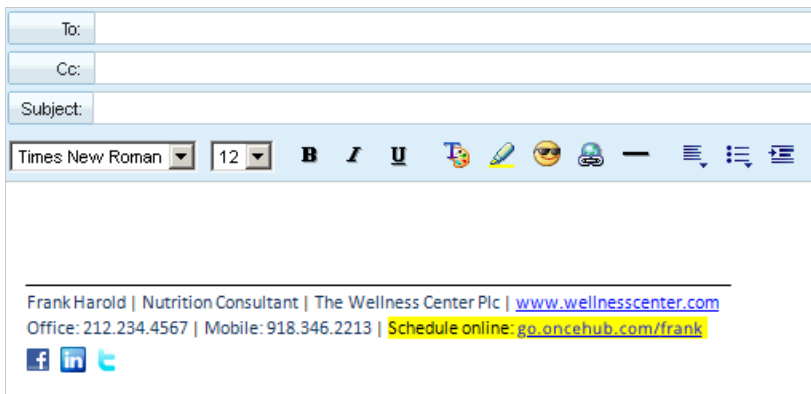 To:
Cc:
Subject:
Times New Roman 12 B I U T
Frank Harold | Nutrition Consultant | The Wellness Center Plc | www.wellnesscenter.com
Office: 212.234.4567 | Mobile: 918.346.2213 | Schedule online: go.oncehub.com/frank
f in t